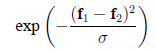 exp(−(f₁ − f₂)²/σ)